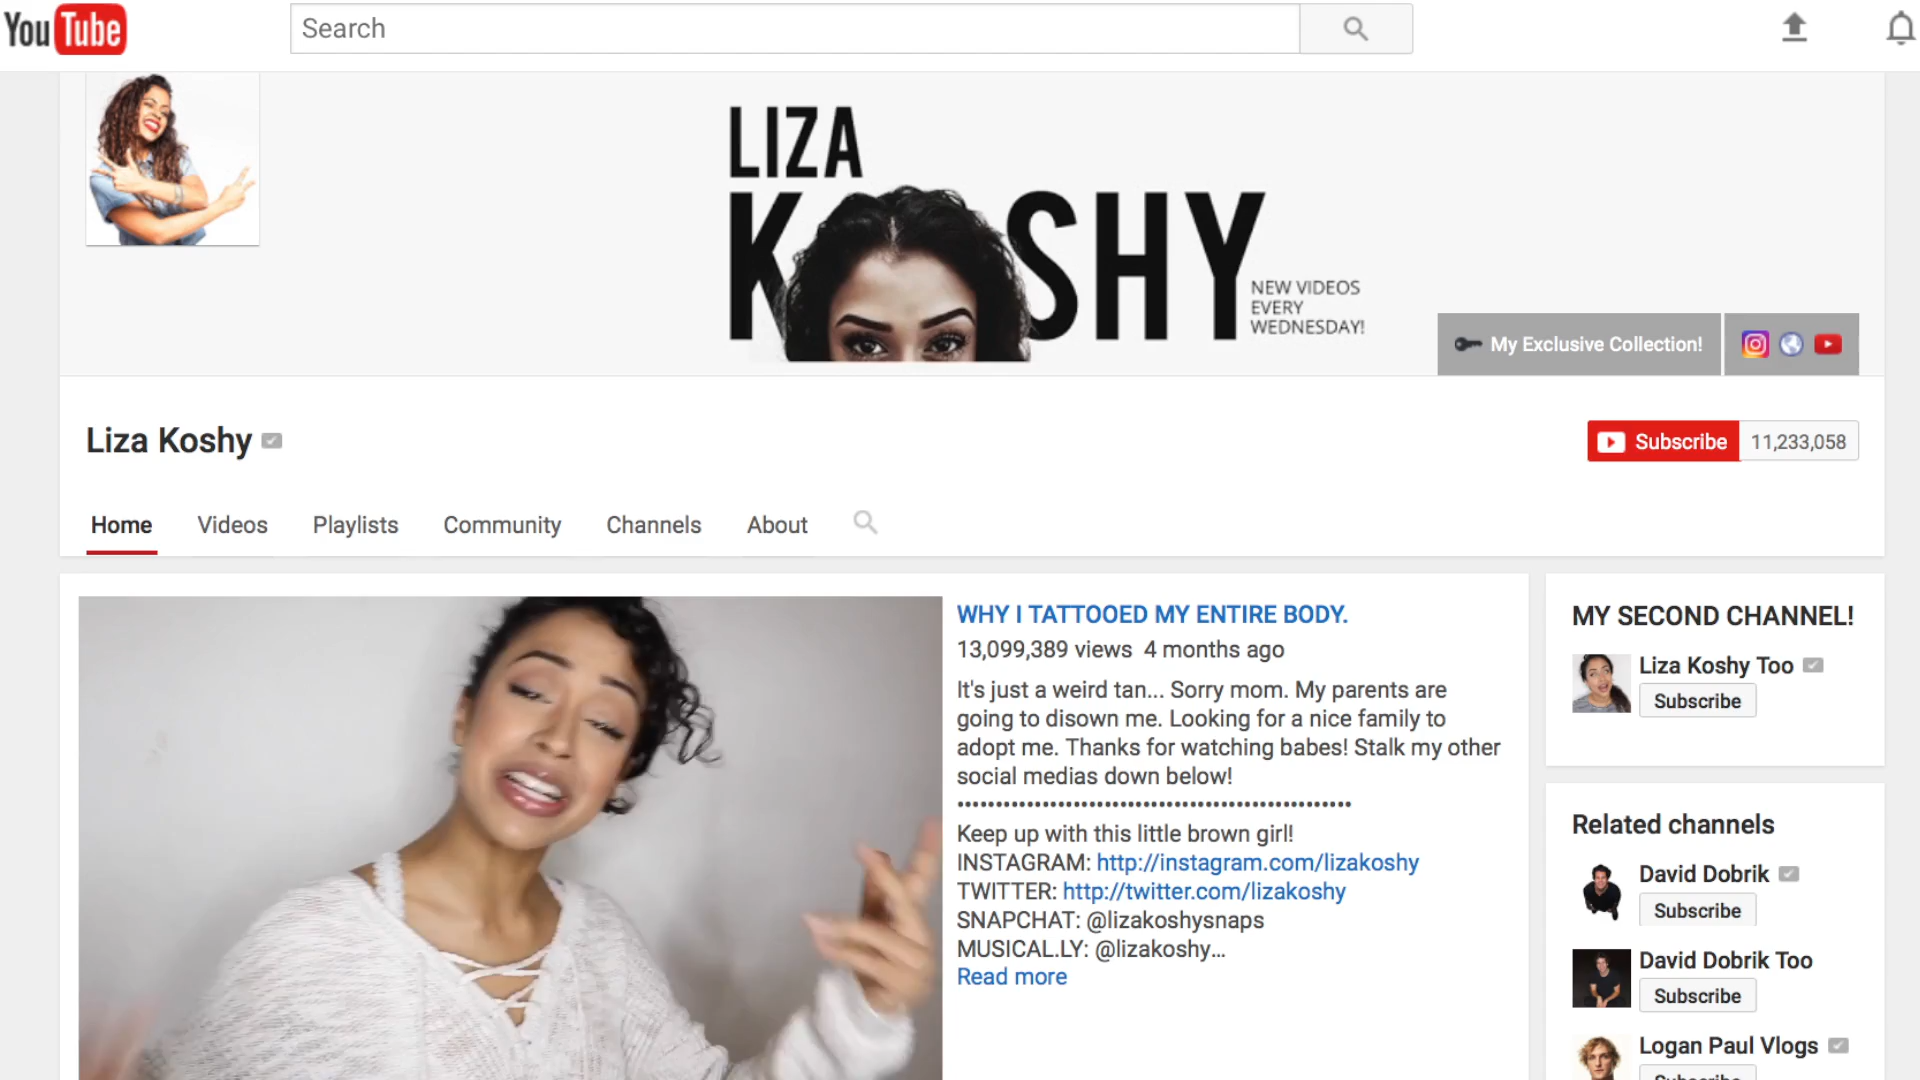 YouTube
Search
LIZA
KOSHY
NEW VIDEOS
EVERY
WEDNESDAY!
My Exclusive Collection!
Liza Koshy
Subscribe 11,233,058
Home Videos Playlists Community Channels About
WHY I TATTOOED MY ENTIRE BODY.
13,099,389 views 4 months ago
It's just a weird tan... Sorry mom. My parents are
going to disown me. Looking for a nice family to
adopt me. Thanks for watching babes! Stalk my other
social medias down below!
••••••••••••••••••••••••••••••••••••••••••••••••
Keep up with this little brown girl!
INSTAGRAM: http://instagram.com/lizakoshy
TWITTER: http://twitter.com/lizakoshy
SNAPCHAT: @lizakoshysnaps
MUSICAL.LY: @lizakoshy...
Read more
MY SECOND CHANNEL!
Liza Koshy Too
Subscribe
Related channels
David Dobrik
Subscribe
David Dobrik Too
Subscribe
Logan Paul Vlogs
Subscribe